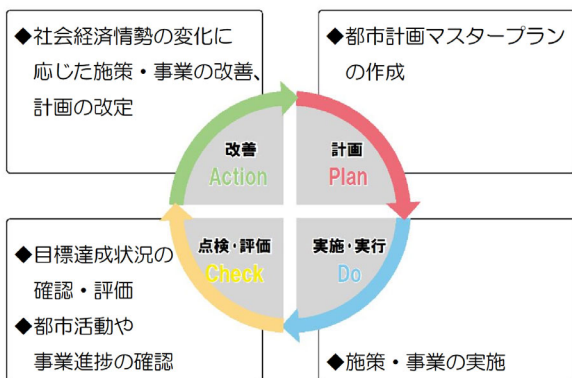 ◆社会経済情勢の変化に
応じた施策・事業の改善、
計画の改定
◆都市計画マスタープラン
の作成
改善
Action
計画
Plan
点検・評価
Check
実施・実行
Do
◆目標達成状況の
確認・評価
◆都市活動や
事業進捗の確認
◆施策・事業の実施